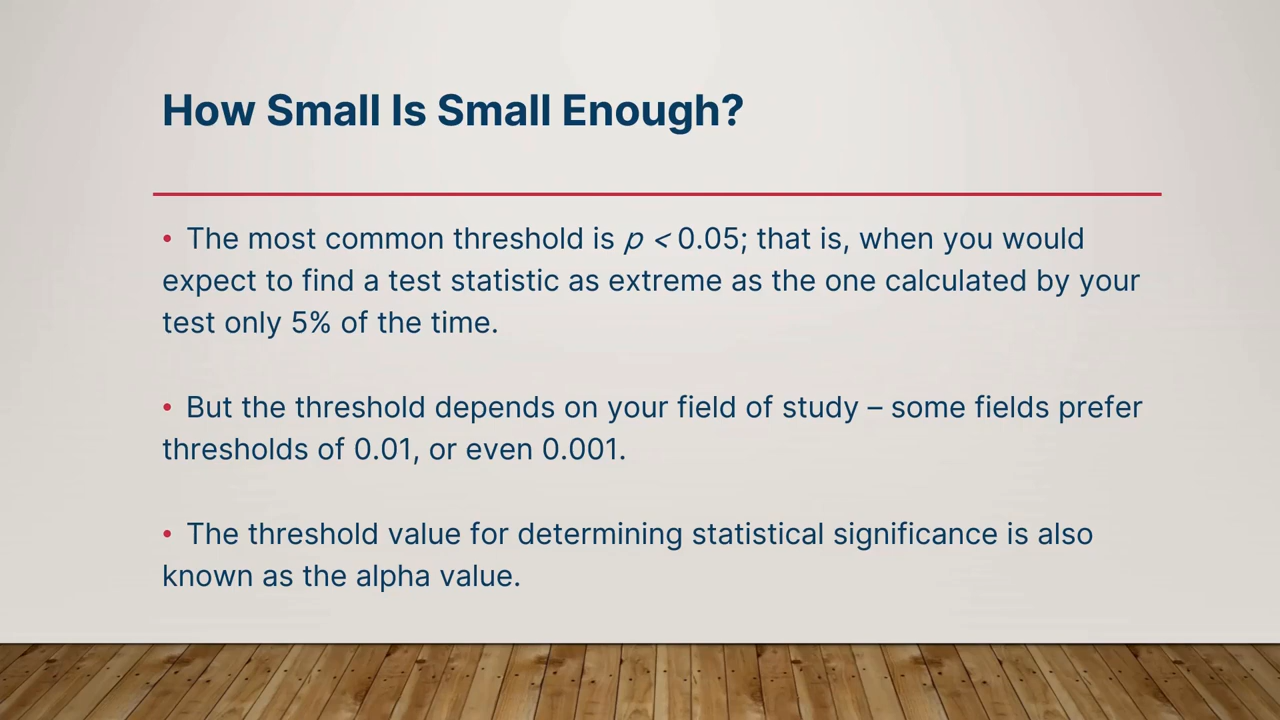 How Small Is Small Enough?
• The most common threshold is p < 0.05; that is, when you would
expect to find a test statistic as extreme as the one calculated by your
test only 5% of the time.
• But the threshold depends on your field of study – some fields prefer
thresholds of 0.01, or even 0.001.
• The threshold value for determining statistical significance is also
known as the alpha value.